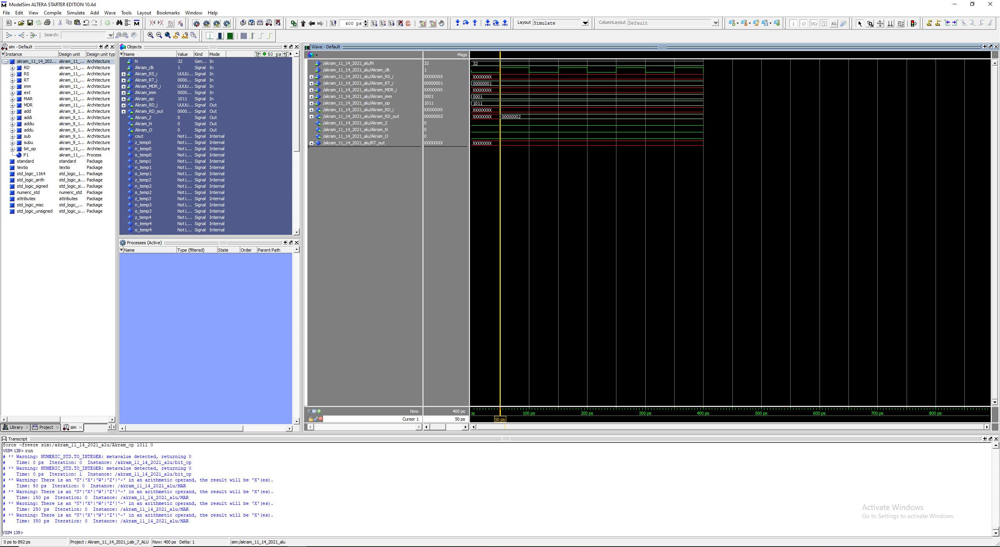 ModelSim ALTERA STARTER EDITION 10.4d
File Edit View Compile Simulate Add Wave Tools Layout Bookmarks Window Help
400 ps
Layout Simulate
ColumnLayout Default
Search:
sim - Default
Instance Design unit Design unit typ
akram_11_14_202... akram_11_... Architecture
RD akram_11_... Architecture
RS akram_11_... Architecture
RT akram_11_... Architecture
imm akram_11_... Architecture
ext akram_11_... Architecture
MAR akram_11_... Architecture
MDR akram_11_... Architecture
add akram_9_1... Architecture
addi akram_9_1... Architecture
addiu akram_9_1... Architecture
addu akram_9_1... Architecture
sub akram_9_1... Architecture
subu akram_9_1... Architecture
bit_op akram_11_... Architecture
P1 akram_11_... Process
standard standard Package
textio textio Package
std_logic_1164 std_logic_1... Package
std_logic_arith std_logic_a... Package
std_logic_signed std_logic_si... Package
numeric_std numeric_std Package
attributes attributes Package
std_logic_misc std_logic_... Package
std_logic_unsigned std_logic_u... Package
Library Project sim
Objects
Name Value Kind Mode 50 ps
N 32 Gen... In
Akram_clk 1 Signal In
Akram_RS_i UUUU... Signal In
Akram_RT_i 0000... Signal In
Akram_MDR_i UUUU... Signal In
Akram_imm 0000... Signal In
Akram_op 1011 Signal In
Akram_RD_i UUUU... Signal Out
Akram_RD_out 0000... Signal Out
Akram_Z 0 Signal Out
Akram_N 0 Signal Out
Akram_O 0 Signal Out
cout Not L... Signal Internal
z_temp0 Not L... Signal Internal
n_temp0 Not L... Signal Internal
o_temp0 Not L... Signal Internal
z_temp1 Not L... Signal Internal
n_temp1 Not L... Signal Internal
o_temp1 Not L... Signal Internal
z_temp2 Not L... Signal Internal
n_temp2 Not L... Signal Internal
o_temp2 Not L... Signal Internal
z_temp3 Not L... Signal Internal
n_temp3 Not L... Signal Internal
o_temp3 Not L... Signal Internal
z_temp4 Not L... Signal Internal
n_temp4 Not L... Signal Internal
o_temp4 Not L... Signal Internal
Processes (Active)
Name Type (filtered) State Order Parent Path
Wave - Default
Msgs
/akram_11_14_2021_alu/N 32 32
/akram_11_14_2021_alu/Akram_clk 1
/akram_11_14_2021_alu/Akram_RS_i XXXXXXXX XXXXXXXX
/akram_11_14_2021_alu/Akram_RT_i 00000001 00000001
/akram_11_14_2021_alu/Akram_MDR_i XXXXXXXX XXXXXXXX
/akram_11_14_2021_alu/Akram_imm 0001 0001
/akram_11_14_2021_alu/Akram_op 1011 1011
/akram_11_14_2021_alu/Akram_RD_i XXXXXXXX XXXXXXXX
/akram_11_14_2021_alu/Akram_RD_out 00000002 XXXXXXXX 00000002
/akram_11_14_2021_alu/Akram_Z 0
/akram_11_14_2021_alu/Akram_N 0
/akram_11_14_2021_alu/Akram_O 0
/akram_11_14_2021_alu/RT_out XXXXXXXX XXXXXXXX
Now 400 ps ps 100 ps 200 ps 300 ps 400 ps 500 ps 600 ps 700 ps 800 ps
Cursor 1 50 ps 50 ps
Transcript
force -freeze sim:/akram_11_14_2021_alu/Akram_op 1011 0
VSIM 138> run
# ** Warning: NUMERIC_STD.TO_INTEGER: metavalue detected, returning 0
# Time: 0 ps Iteration: 0 Instance: /akram_11_14_2021_alu/bit_op
# ** Warning: NUMERIC_STD.TO_INTEGER: metavalue detected, returning 0
# Time: 0 ps Iteration: 1 Instance: /akram_11_14_2021_alu/bit_op
# ** Warning: There is an 'U'|'X'|'W'|'Z'|'-' in an arithmetic operand, the result will be 'X'(es).
# Time: 50 ps Iteration: 0 Instance: /akram_11_14_2021_alu/MAR
# ** Warning: There is an 'U'|'X'|'W'|'Z'|'-' in an arithmetic operand, the result will be 'X'(es).
# Time: 150 ps Iteration: 0 Instance: /akram_11_14_2021_alu/MAR
# ** Warning: There is an 'U'|'X'|'W'|'Z'|'-' in an arithmetic operand, the result will be 'X'(es).
# Time: 250 ps Iteration: 0 Instance: /akram_11_14_2021_alu/MAR
# ** Warning: There is an 'U'|'X'|'W'|'Z'|'-' in an arithmetic operand, the result will be 'X'(es).
# Time: 350 ps Iteration: 0 Instance: /akram_11_14_2021_alu/MAR
VSIM 139>
Activate Windows
Go to Settings to activate Windows.
0 ps to 892 ps Project : Akram_11_14_2021_Lab_7_ALU Now: 400 ps Delta: 1 sim:/akram_11_14_2021_alu